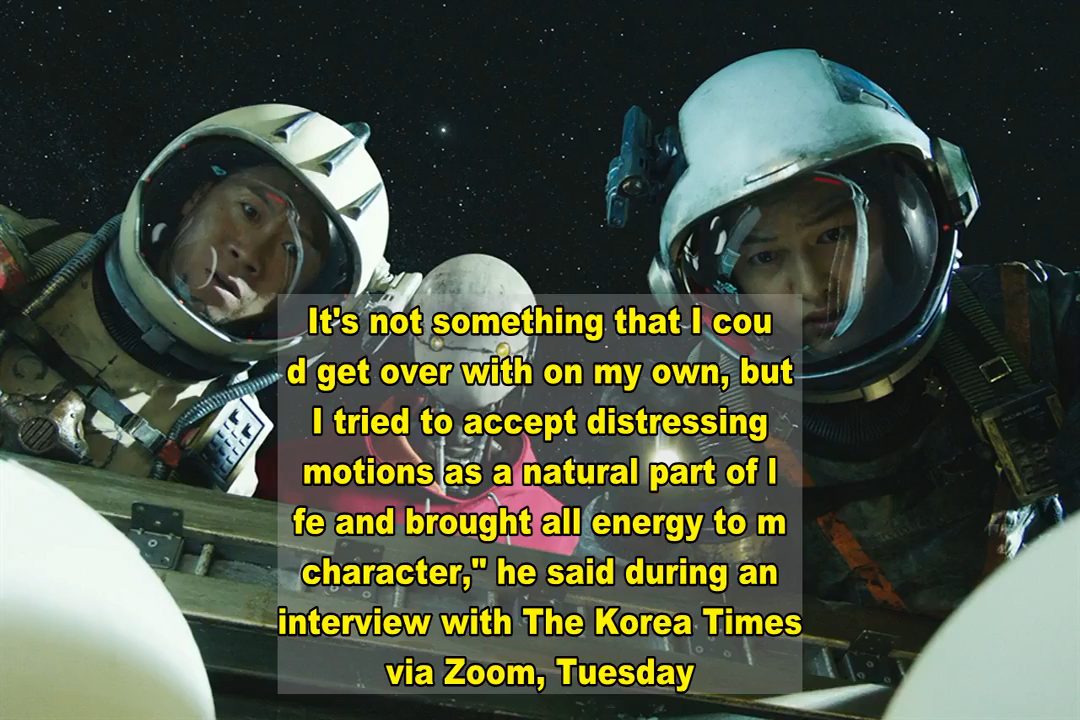 It's not something that I cou
d get over with on my own, but
I tried to accept distressing
motions as a natural part of l
fe and brought all energy to m
character," he said during an
interview with The Korea Times
via Zoom, Tuesday